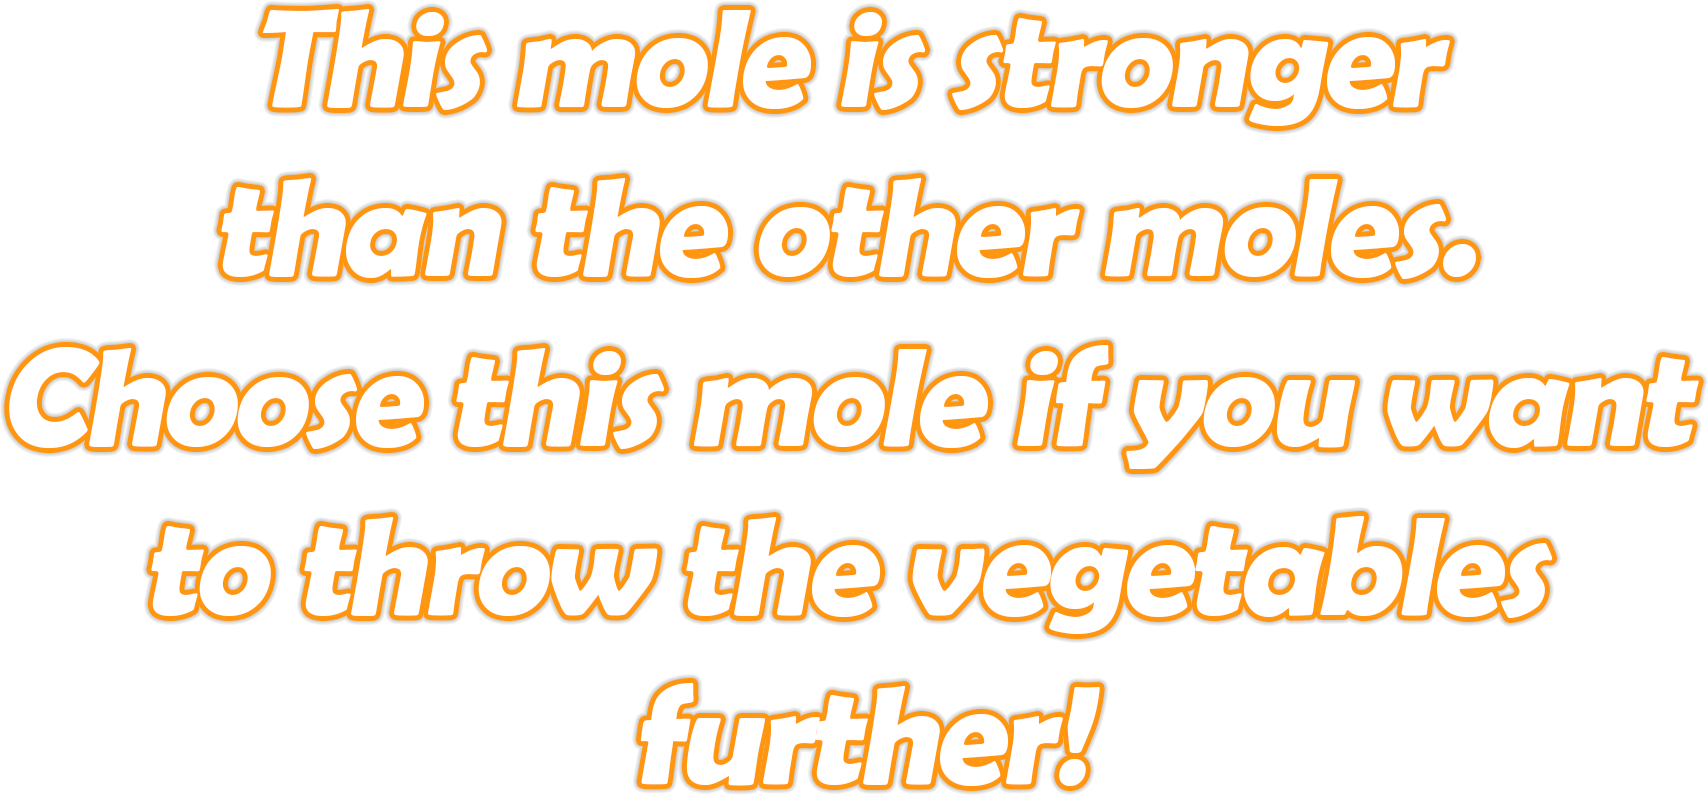 This mole is stronger
than the other moles.
Choose this mole if you want
to throw the vegetables
further!